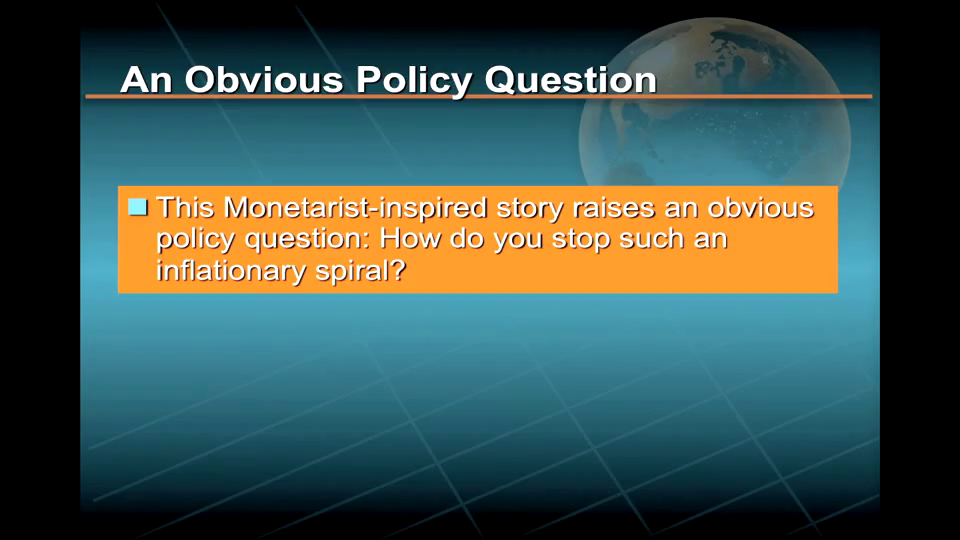 An Obvious Policy Question
This Monetarist-inspired story raises an obvious
policy question: How do you stop such an
inflationary spiral?